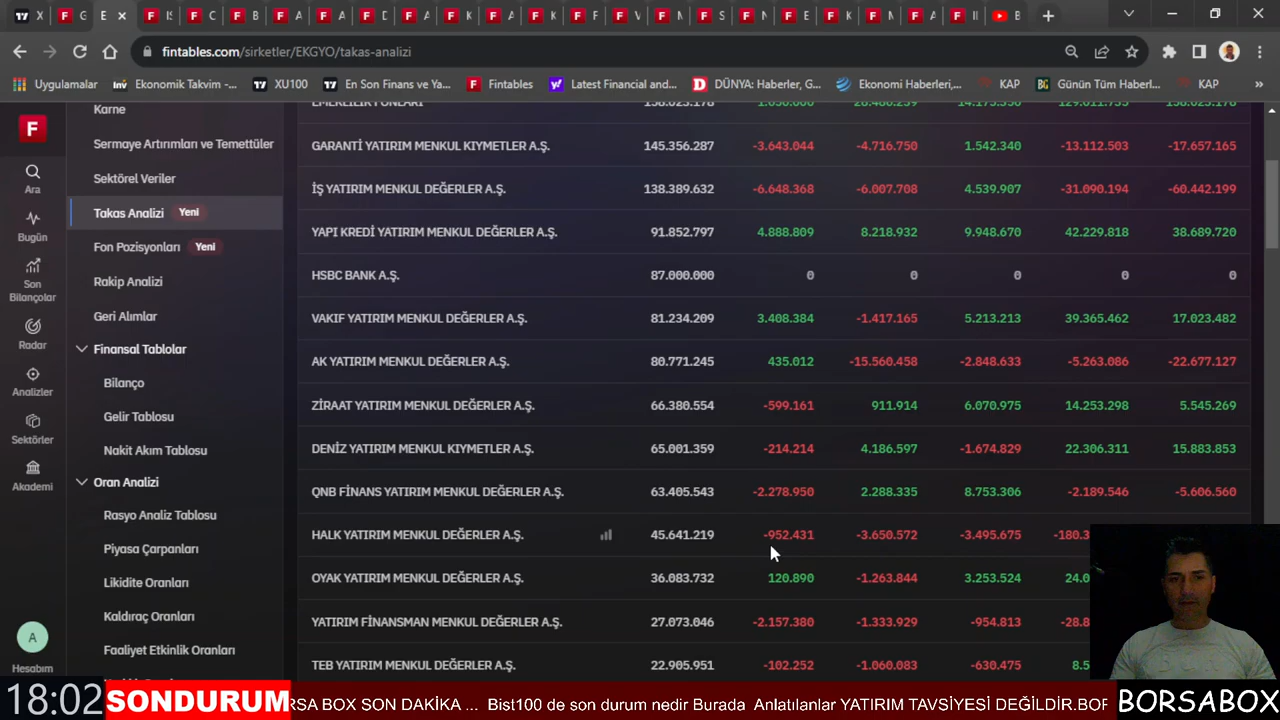 G
E
fintables.com/sirketler/EKGYO/takas-analizi
Uygulamalar
Ekonomik Takvim -...
XU100
En Son Finans ve Ya...
Fintables
Latest Financial and...
DÜNYA: Haberler, G...
Ekonomi Haberleri,...
KAP
Günün Tüm Haberl...
KAP
»
Ara
Bugün
Son Bilançolar
Radar
Analizler
Sektörler
Akademi
A
Hesabım
Karne
Sermaye Artırımları ve Temettüler
Sektörel Veriler
Takas Analizi Yeni
Fon Pozisyonları Yeni
Rakip Analizi
Geri Alımlar
Finansal Tablolar
Bilanço
Gelir Tablosu
Nakit Akım Tablosu
Oran Analizi
Rasyo Analiz Tablosu
Piyasa Çarpanları
Likidite Oranları
Kaldıraç Oranları
Faaliyet Etkinlik Oranları
GARANTİ YATIRIM MENKUL KIYMETLER A.Ş. 145.356.287 -3.643.044 -4.716.750 1.542.340 -13.112.503 -17.657.165
İŞ YATIRIM MENKUL DEĞERLER A.Ş. 138.389.632 -6.648.368 -6.007.708 4.539.907 -31.090.194 -60.442.199
YAPI KREDİ YATIRIM MENKUL DEĞERLER A.Ş. 91.852.797 4.888.809 8.218.932 9.948.670 42.229.818 38.689.720
HSBC BANK A.Ş. 87.000.000 0 0 0 0 0
VAKIF YATIRIM MENKUL DEĞERLER A.Ş. 81.234.209 3.408.384 -1.417.165 5.213.213 39.365.462 17.023.482
AK YATIRIM MENKUL DEĞERLER A.Ş. 80.771.245 435.012 -15.560.458 -2.848.633 -5.263.086 -22.677.127
ZİRAAT YATIRIM MENKUL DEĞERLER A.Ş. 66.380.554 -599.161 911.914 6.070.975 14.253.298 5.545.269
DENİZ YATIRIM MENKUL KIYMETLER A.Ş. 65.001.359 -214.214 4.186.597 -1.674.829 22.306.311 15.883.853
QNB FİNANS YATIRIM MENKUL DEĞERLER A.Ş. 63.405.543 -2.278.950 2.288.335 8.753.306 -2.189.546 -5.606.560
HALK YATIRIM MENKUL DEĞERLER A.Ş. 45.641.219 -952.431 -3.650.572 -3.495.675 -180.3
OYAK YATIRIM MENKUL DEĞERLER A.Ş. 36.083.732 120.890 -1.263.844 3.253.524 24.0
YATIRIM FİNANSMAN MENKUL DEĞERLER A.Ş. 27.073.046 -2.157.380 -1.333.929 -954.813 -28.8
TEB YATIRIM MENKUL DEĞERLER A.Ş. 22.905.951 -102.252 -1.060.083 -630.475 8.5
18:02 SONDURUM RSA BOX SON DAKİKA ... Bist100 de son durum nedir Burada Anlatılanlar YATIRIM TAVSİYESİ DEĞİLDİR.BOR BORSABOX